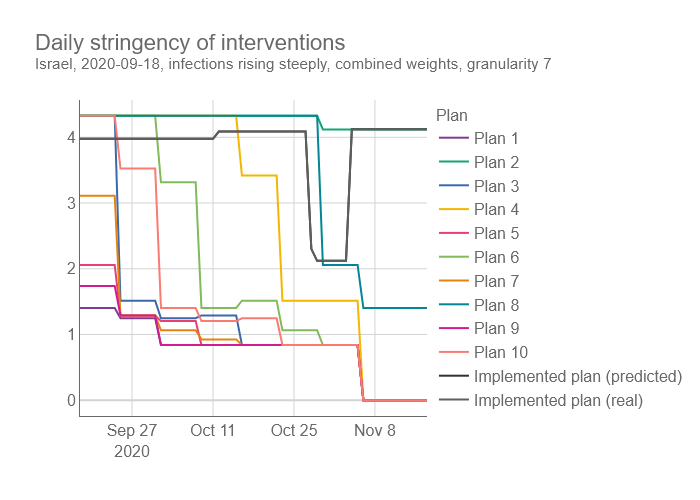 Daily stringency of interventions
Israel, 2020-09-18, infections rising steeply, combined weights, granularity 7
4
3
2
1
0
Sep 27
2020
Oct 11
Oct 25
Nov 8
Plan
Plan 1
Plan 2
Plan 3
Plan 4
Plan 5
Plan 6
Plan 7
Plan 8
Plan 9
Plan 10
Implemented plan (predicted)
Implemented plan (real)